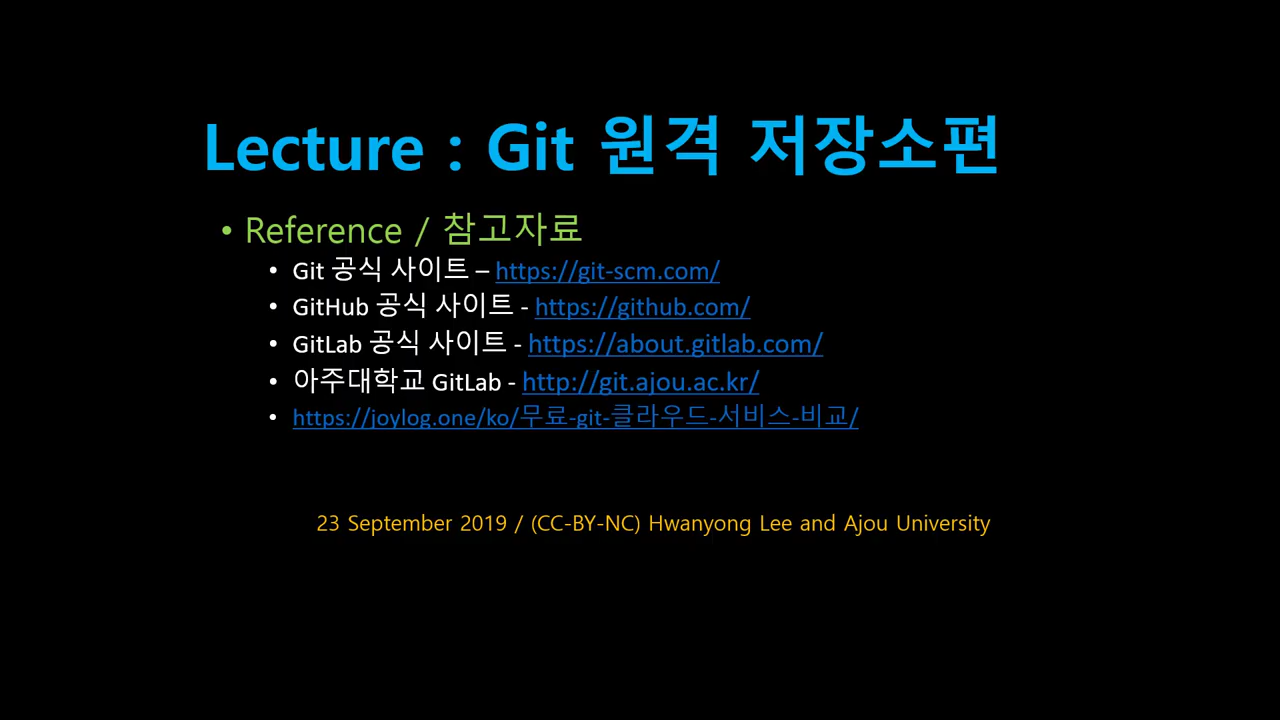 Lecture : Git 원격 저장소편
• Reference / 참고자료
• Git 공식 사이트 – https://git-scm.com/
• GitHub 공식 사이트 - https://github.com/
• GitLab 공식 사이트 - https://about.gitlab.com/
• 아주대학교 GitLab - http://git.ajou.ac.kr/
• https://joylog.one/ko/무료-git-클라우드-서비스-비교/
23 September 2019 / (CC-BY-NC) Hwanyong Lee and Ajou University